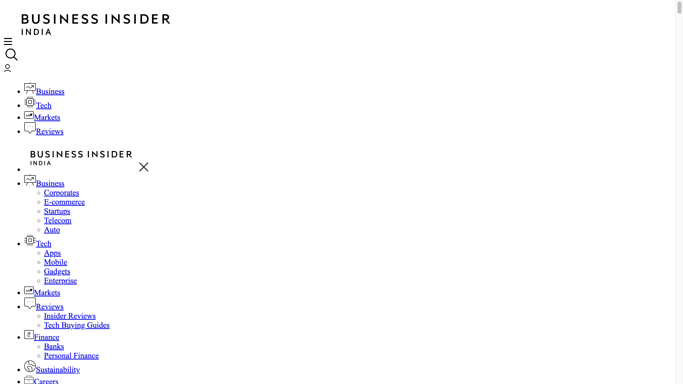 BUSINESS INSIDER
INDIA
Business
Tech
Markets
Reviews
BUSINESS INSIDER
INDIA
Business
Corporates
E-commerce
Startups
Telecom
Auto
Tech
Apps
Mobile
Gadgets
Enterprise
Markets
Reviews
Insider Reviews
Tech Buying Guides
Finance
Banks
Personal Finance
Sustainability
Careers